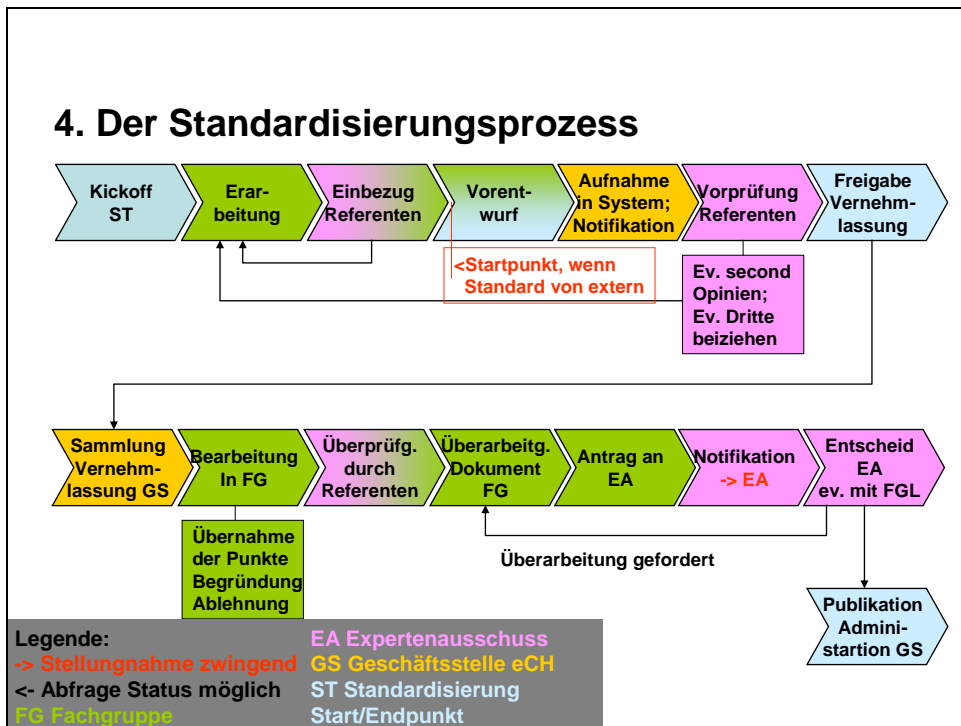 4. Der Standardisierungsprozess
Kickoff
ST
Erar-
beitung
Einbezug
Referenten
Vorent-
wurf
Aufnahme
in System;
Notifikation
Vorprüfung
Referenten
Freigabe
Vernehm-
lassung
<Startpunkt, wenn
Standard von extern
Ev. second
Opinien;
Ev. Dritte
beiziehen
Sammlung
Vernehm-
lassung GS
Bearbeitung
In FG
Überprüfg.
durch
Referenten
Überarbeitg.
Dokument
FG
Antrag an
EA
Notifikation
-> EA
Entscheid
EA
ev. mit FGL
Übernahme
der Punkte
Begründung
Ablehnung
Überarbeitung gefordert
Publikation
Admini-
startion GS
Legende:
-> Stellungnahme zwingend
<- Abfrage Status möglich
FG Fachgruppe
EA Expertenausschuss
GS Geschäftsstelle eCH
ST Standardisierung
Start/Endpunkt